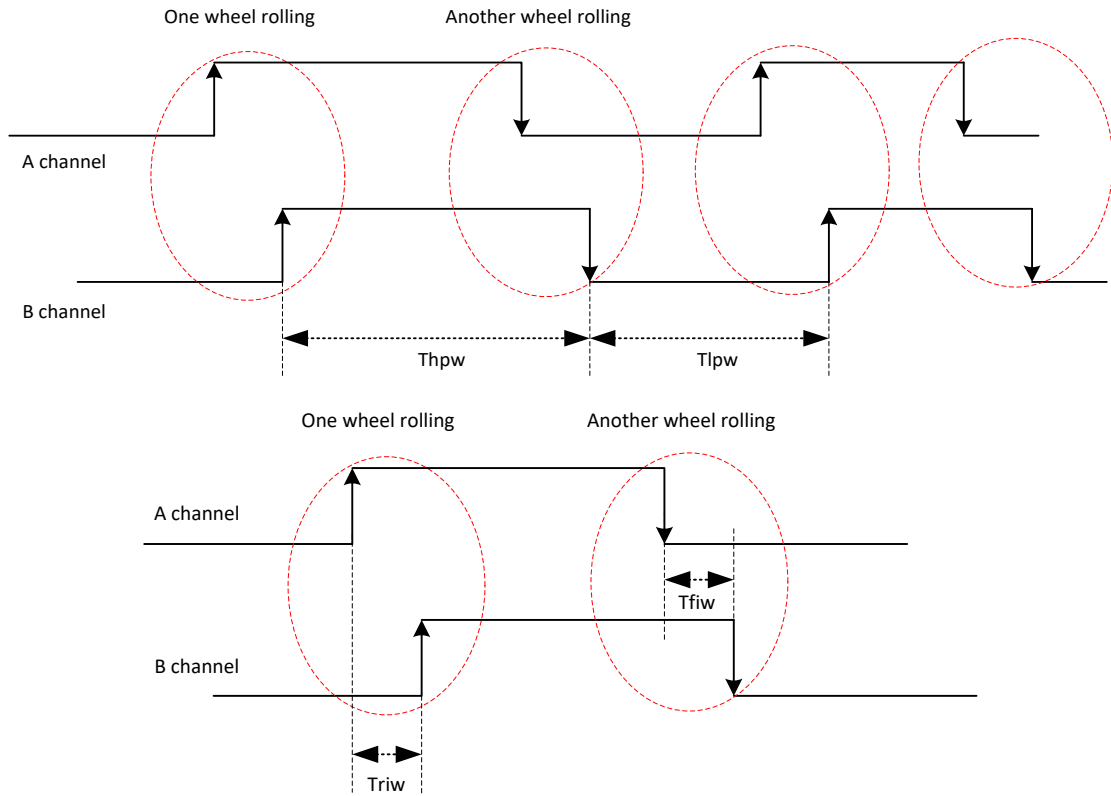 One wheel rolling
Another wheel rolling
A channel
B channel
Thpw
Tlpw
One wheel rolling
Another wheel rolling
A channel
Tfiw
B channel
Triw